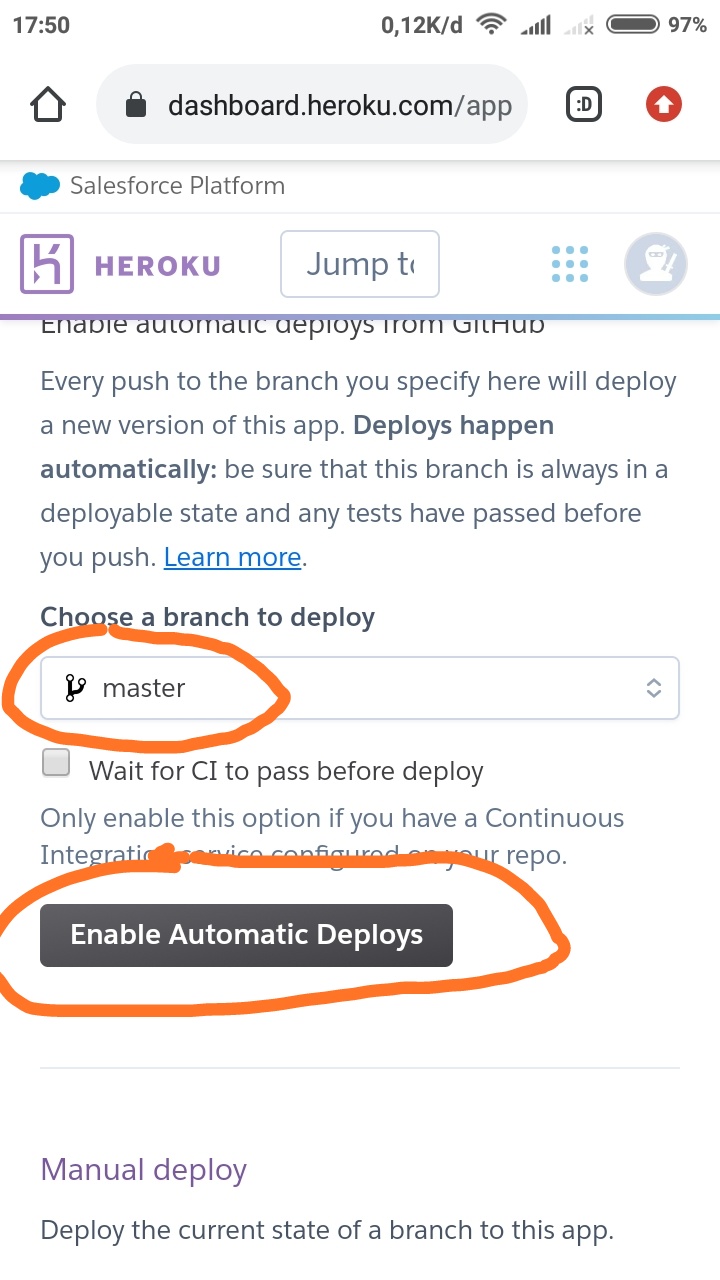 17:50 0,12K/d 97%
dashboard.heroku.com/app :D
Salesforce Platform
HEROKU Jump to
Enable automatic deploys from GitHub
Every push to the branch you specify here will deploy
a new version of this app. Deploys happen
automatically: be sure that this branch is always in a
deployable state and any tests have passed before
you push. Learn more.
Choose a branch to deploy
master
Wait for CI to pass before deploy
Only enable this option if you have a Continuous
Integration service configured on your repo.
Enable Automatic Deploys
Manual deploy
Deploy the current state of a branch to this app.